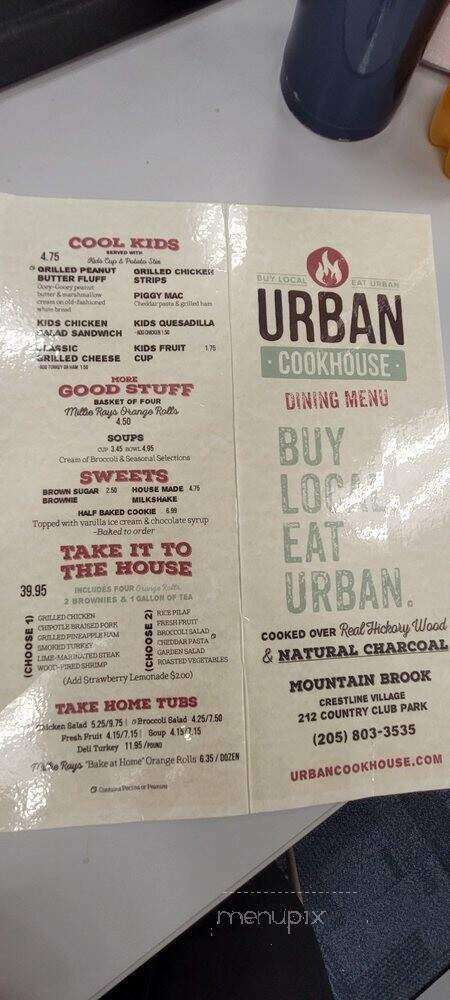 COOL KIDS
SERVED WITH
4.75 Kids Cup & Potato Stix
GRILLED PEANUT
BUTTER FLUFF
Ooey-Gooey peanut
butter & marshmallow
cream on old-fashioned
white bread
GRILLED CHICKEN
STRIPS
PIGGY MAC
Cheddar pasta & grilled ham
KIDS CHICKEN
SALAD SANDWICH
KIDS QUESADILLA
-ADD CHICKEN 1.50
CLASSIC
GRILLED CHEESE
-ADD TURKEY OR HAM 1.50
KIDS FRUIT 1.75
CUP
MORE
GOOD STUFF
BASKET OF FOUR
Millie Rays Orange Rolls
4.50
SOUPS
CUP 3.45 BOWL 4.95
Cream of Broccoli & Seasonal Selections
SWEETS
BROWN SUGAR 2.50
BROWNIE
HOUSE MADE 4.75
MILKSHAKE
HALF BAKED COOKIE 6.99
Topped with vanilla ice cream & chocolate syrup
~Baked to order
TAKE IT TO
THE HOUSE
39.95 INCLUDES FOUR Orange Rolls,
2 BROWNIES & 1 GALLON OF TEA
(CHOOSE 1)
GRILLED CHICKEN
CHIPOTLE BRAISED PORK
GRILLED PINEAPPLE HAM
SMOKED TURKEY
LIME-MARINATED STEAK
WOOD-FIRED SHRIMP
(CHOOSE 2)
RICE PILAF
FRESH FRUIT
BROCCOLI SALAD
CHEDDAR PASTA
GARDEN SALAD
ROASTED VEGETABLES
(Add Strawberry Lemonade $2.00)
TAKE HOME TUBS
Chicken Salad 5.25/9.75 | Broccoli Salad 4.25/7.50
Fresh Fruit 4.15/7.15 | Soup 4.15/7.15
Deli Turkey 11.95 /POUND
Millie Rays "Bake at Home" Orange Rolls 6.35 / DOZEN
Contains Pecans or Peanuts
BUY LOCAL EAT URBAN
URBAN
· COOKHOUSE ·
DINING MENU
BUY
LOCAL
EAT
URBAN.
COOKED OVER Real Hickory Wood
& NATURAL CHARCOAL
MOUNTAIN BROOK
CRESTLINE VILLAGE
212 COUNTRY CLUB PARK
(205) 803-3535
URBANCOOKHOUSE.COM
menupix